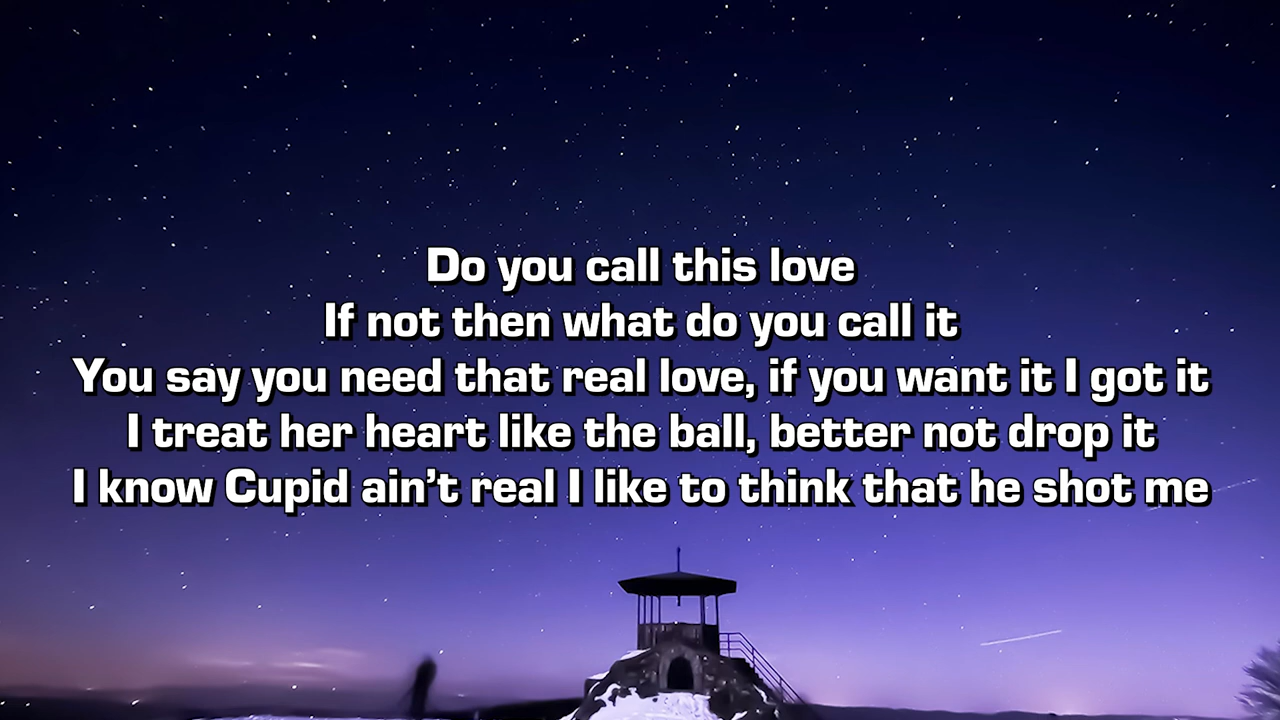 Do you call this love
If not then what do you call it
You say you need that real love, if you want it I got it
I treat her heart like the ball, better not drop it
I know Cupid ain’t real I like to think that he shot me